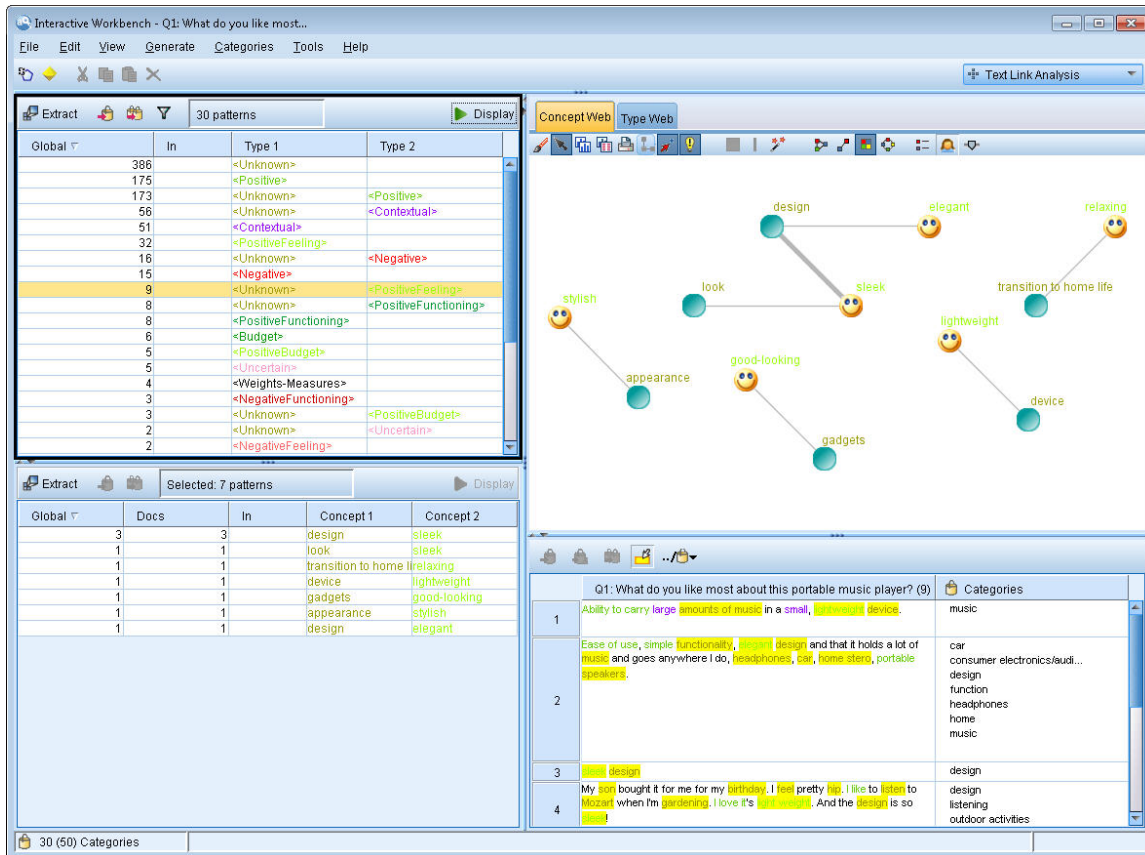 Interactive Workbench - Q1: What do you like most...
File Edit View Generate Categories Tools Help
Text Link Analysis
Extract 30 patterns Display
Global In Type 1 Type 2
386 <Unknown>
175 <Positive>
173 <Unknown> <Positive>
56 <Unknown> <Contextual>
51 <Contextual>
32 <PositiveFeeling>
16 <Unknown> <Negative>
15 <Negative>
9 <Unknown> <PositiveFeeling>
8 <Unknown> <PositiveFunctioning>
8 <PositiveFunctioning>
6 <Budget>
5 <PositiveBudget>
5 <Uncertain>
4 <Weights-Measures>
3 <NegativeFunctioning>
3 <Unknown> <PositiveBudget>
2 <Unknown> <Uncertain>
2 <NegativeFeeling>
Extract Selected: 7 patterns Display
Global Docs In Concept 1 Concept 2
3 3 design sleek
1 1 look sleek
1 1 transition to home li relaxing
1 1 device lightweight
1 1 gadgets good-looking
1 1 appearance stylish
1 1 design elegant
Concept Web Type Web
design elegant relaxing
look sleek transition to home life
stylish
lightweight
good-looking
appearance
device
gadgets
../
Q1: What do you like most about this portable music player? (9) Categories
1 Ability to carry large amounts of music in a small, lightweight device. music
2 Ease of use, simple functionality, elegant design and that it holds a lot of
music and goes anywhere I do, headphones, car, home stero, portable
speakers.
car
consumer electronics/audi...
design
function
headphones
home
music
3 sleek design design
4 My son bought it for me for my birthday. I feel pretty hip. I like to listen to
Mozart when I'm gardening. I love it's light weight. And the design is so
sleek!
design
listening
outdoor activities
30 (50) Categories